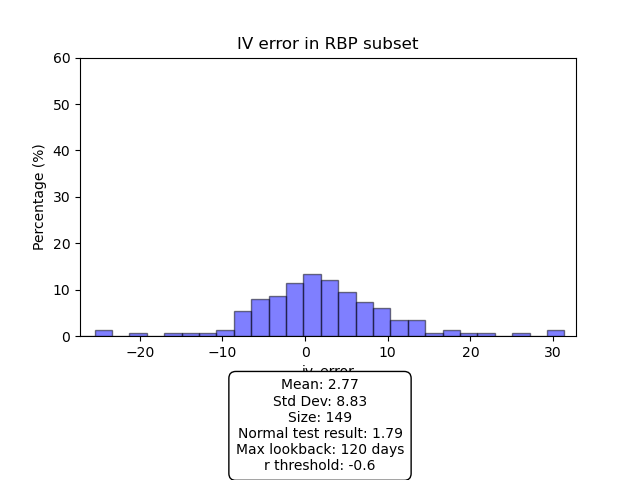 IV error in RBP subset
60
50
40
30
20
10
0
Percentage (%)
−20
−10
0
10
20
30
iv_error
Mean: 2.77
Std Dev: 8.83
Size: 149
Normal test result: 1.79
Max lookback: 120 days
r threshold: -0.6